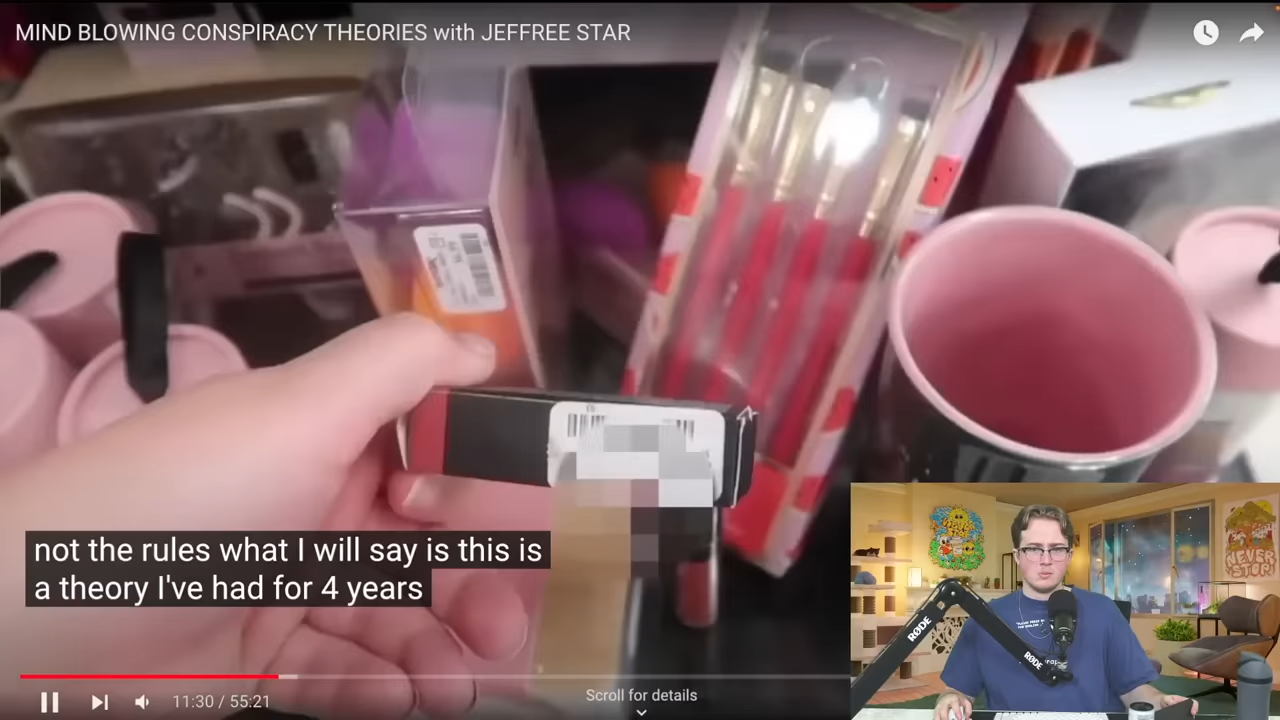 MIND BLOWING CONSPIRACY THEORIES with JEFFREE STAR
not the rules what I will say is this is
a theory I've had for 4 years
11:30 / 55:21
Scroll for details
NEVER
STOP!
RØDE
RØDE